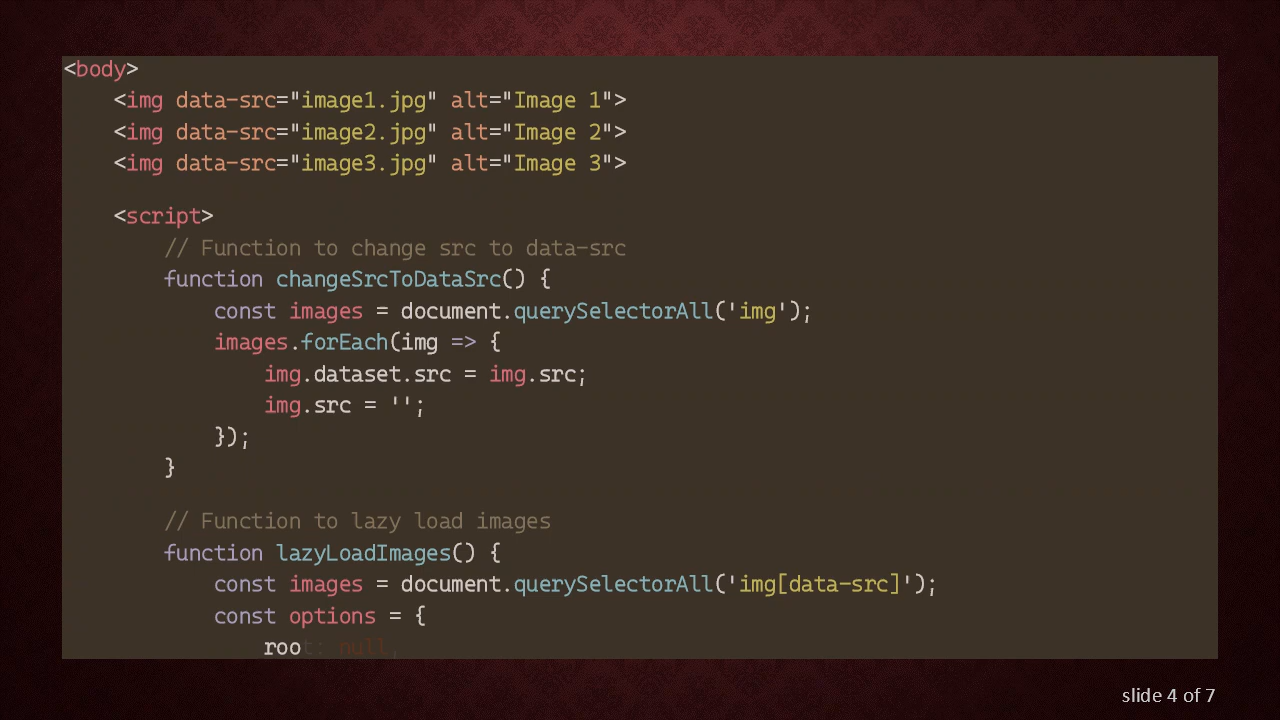 <body>
<img data-src="image1.jpg" alt="Image 1">
<img data-src="image2.jpg" alt="Image 2">
<img data-src="image3.jpg" alt="Image 3">
<script>
// Function to change src to data-src
function changeSrcToDataSrc() {
const images = document.querySelectorAll('img');
images.forEach(img => {
img.dataset.src = img.src;
img.src = '';
});
}
// Function to lazy load images
function lazyLoadImages() {
const images = document.querySelectorAll('img[data-src]');
const options = {
root: null,
slide 4 of 7